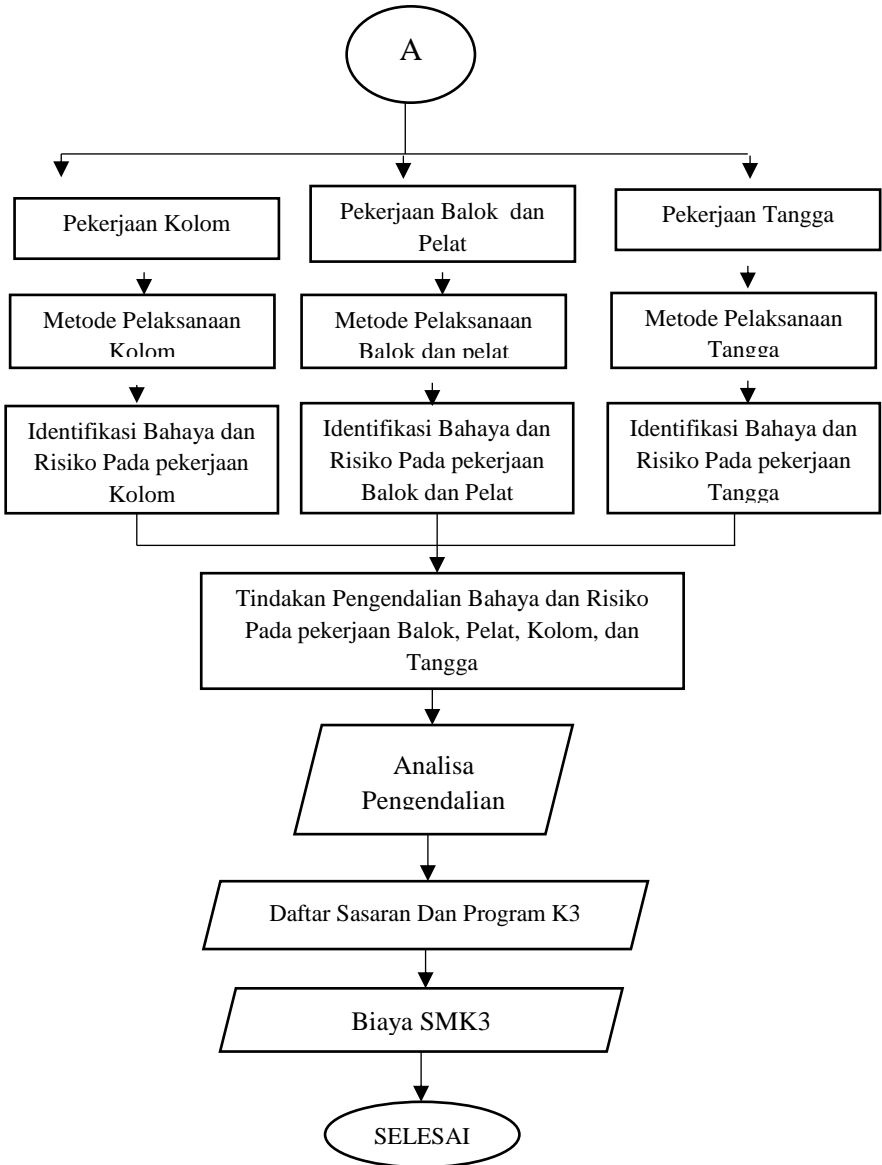 A
Pekerjaan Kolom
Pekerjaan Balok dan
Pelat
Pekerjaan Tangga
Metode Pelaksanaan
Kolom
Metode Pelaksanaan
Balok dan pelat
Metode Pelaksanaan
Tangga
Identifikasi Bahaya dan
Risiko Pada pekerjaan
Kolom
Identifikasi Bahaya dan
Risiko Pada pekerjaan
Balok dan Pelat
Identifikasi Bahaya dan
Risiko Pada pekerjaan
Tangga
Tindakan Pengendalian Bahaya dan Risiko
Pada pekerjaan Balok, Pelat, Kolom, dan
Tangga
Analisa
Pengendalian
Daftar Sasaran Dan Program K3
Biaya SMK3
SELESAI